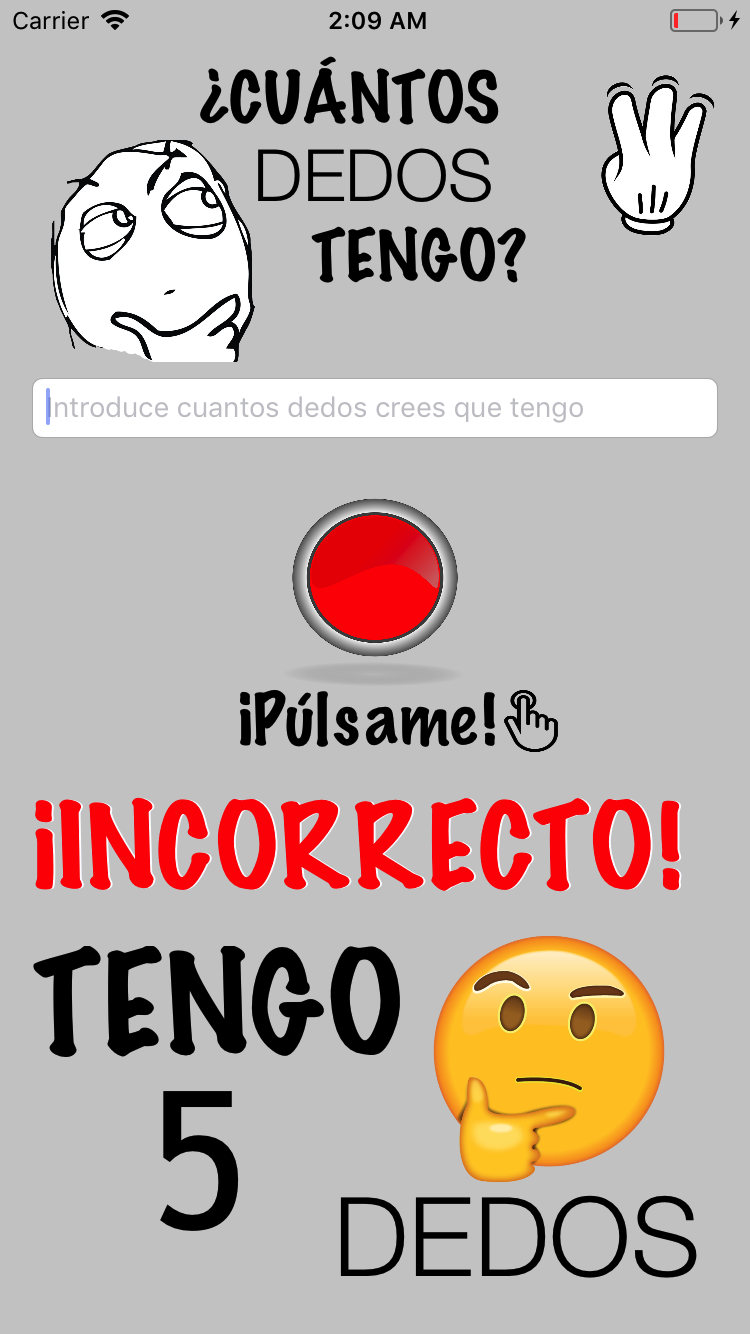 Carrier 2:09 AM
¿CUÁNTOS
DEDOS
TENGO?
Introduce cuantos dedos crees que tengo
¡Púlsame!
¡INCORRECTO!
TENGO
5
DEDOS